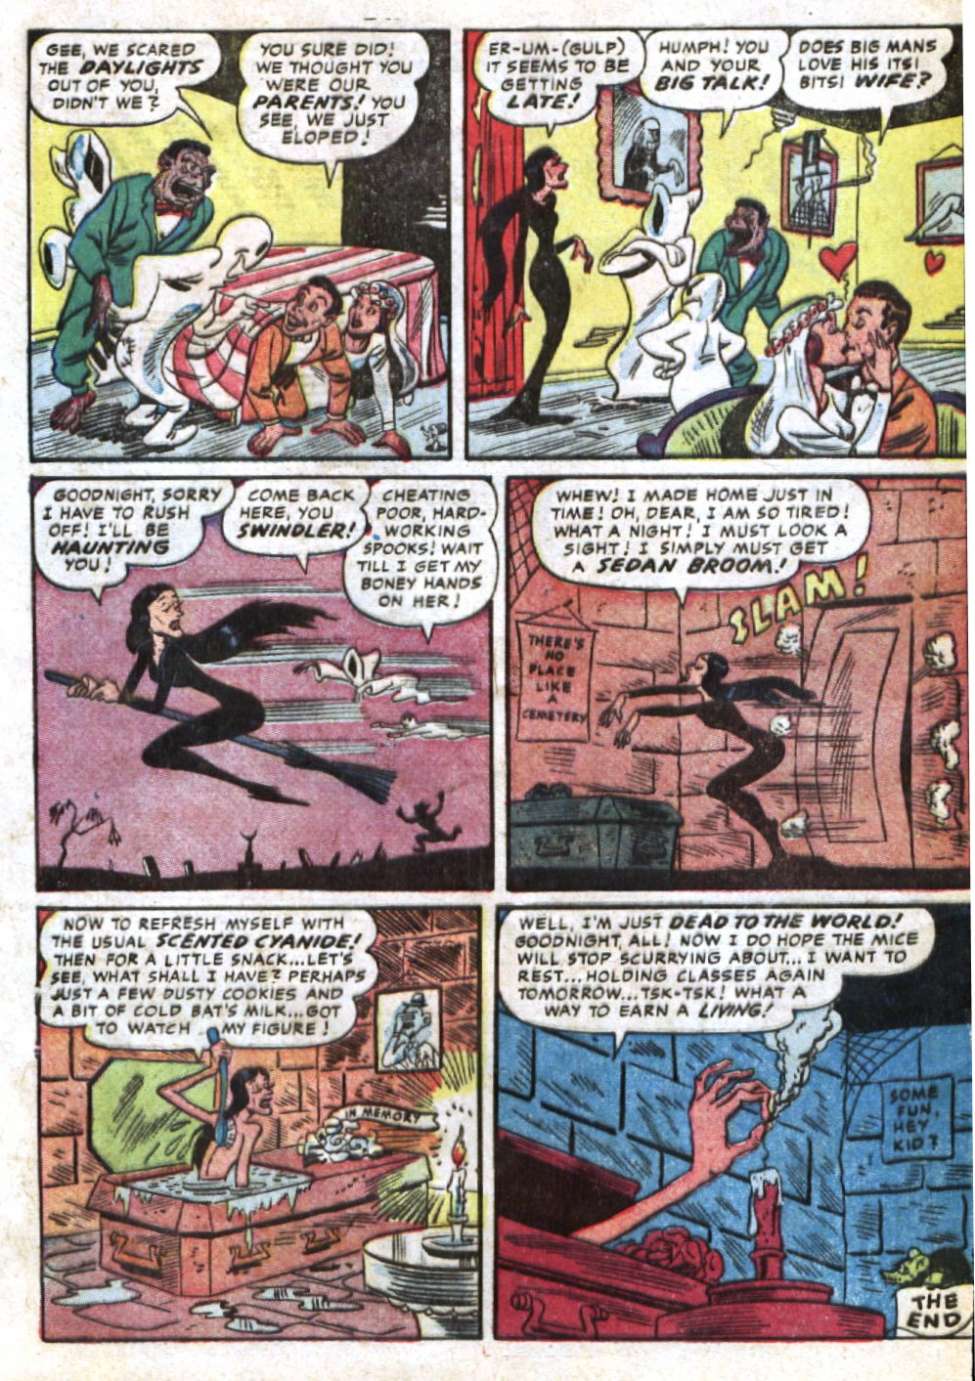 GEE, WE SCARED
THE DAYLIGHTS
OUT OF YOU,
DIDN'T WE?
YOU SURE DID!
WE THOUGHT YOU
WERE OUR
PARENTS! YOU
SEE, WE JUST
ELOPED!
ER-UM-(GULP)
IT SEEMS TO BE
GETTING
LATE!
HUMPH! YOU
AND YOUR
BIG TALK!
DOES BIG MANS
LOVE HIS ITSI
BITSI WIFE?
GOODNIGHT, SORRY
I HAVE TO RUSH
OFF! I'LL BE
HAUNTING
YOU!
COME BACK
HERE, YOU
SWINDLER!
CHEATING
POOR, HARD-
WORKING
SPOOKS! WAIT
TILL I GET MY
BONEY HANDS
ON HER!
WHEW! I MADE HOME JUST IN
TIME! OH, DEAR, I AM SO TIRED!
WHAT A NIGHT! I MUST LOOK A
SIGHT! I SIMPLY MUST GET
A SEDAN BROOM!
SLAM!
THERE'S
NO
PLACE
LIKE
A
CEMETERY
NOW TO REFRESH MYSELF WITH
THE USUAL SCENTED CYANIDE!
THEN FOR A LITTLE SNACK...LET'S
SEE, WHAT SHALL I HAVE? PERHAPS
JUST A FEW DUSTY COOKIES AND
A BIT OF COLD BAT'S MILK...GOT
TO WATCH ... MY FIGURE!
IN MEMORY
WELL, I'M JUST DEAD TO THE WORLD!
GOODNIGHT, ALL! NOW I DO HOPE THE MICE
WILL STOP SCURRYING ABOUT... I WANT TO
REST...HOLDING CLASSES AGAIN
TOMORROW...TSK-TSK! WHAT A
WAY TO EARN A LIVING!
SOME
FUN,
HEY
KID?
THE
END